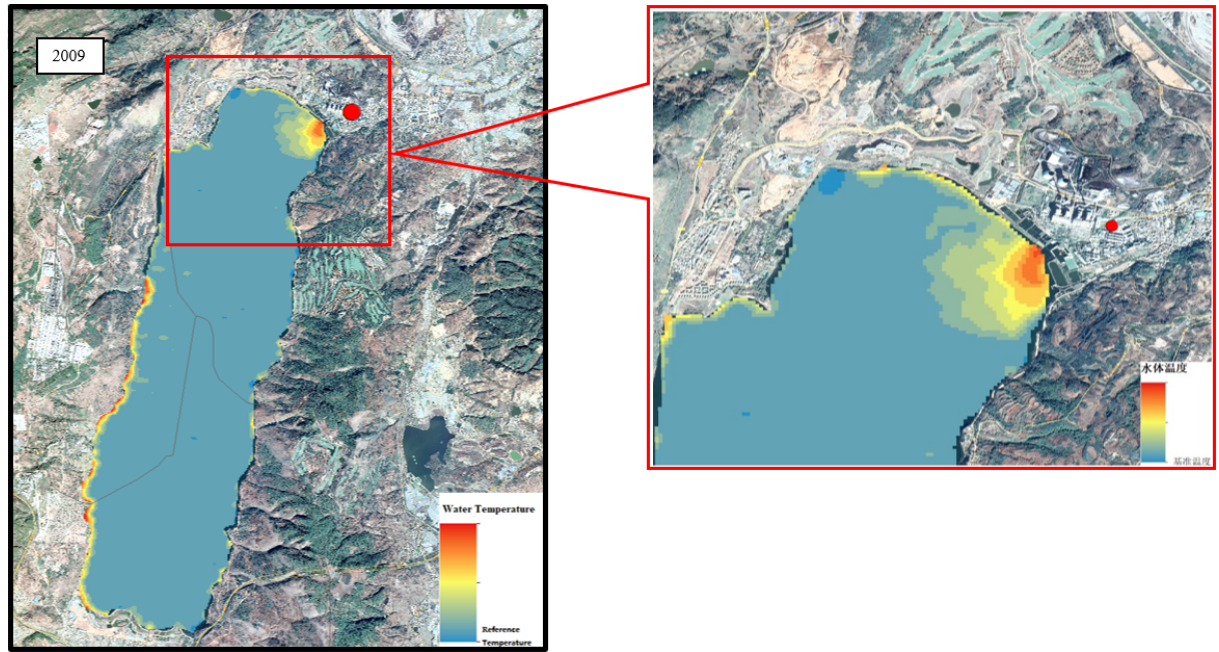 2009
Water Temperature
Reference
Temperature
水体温度
基准温度